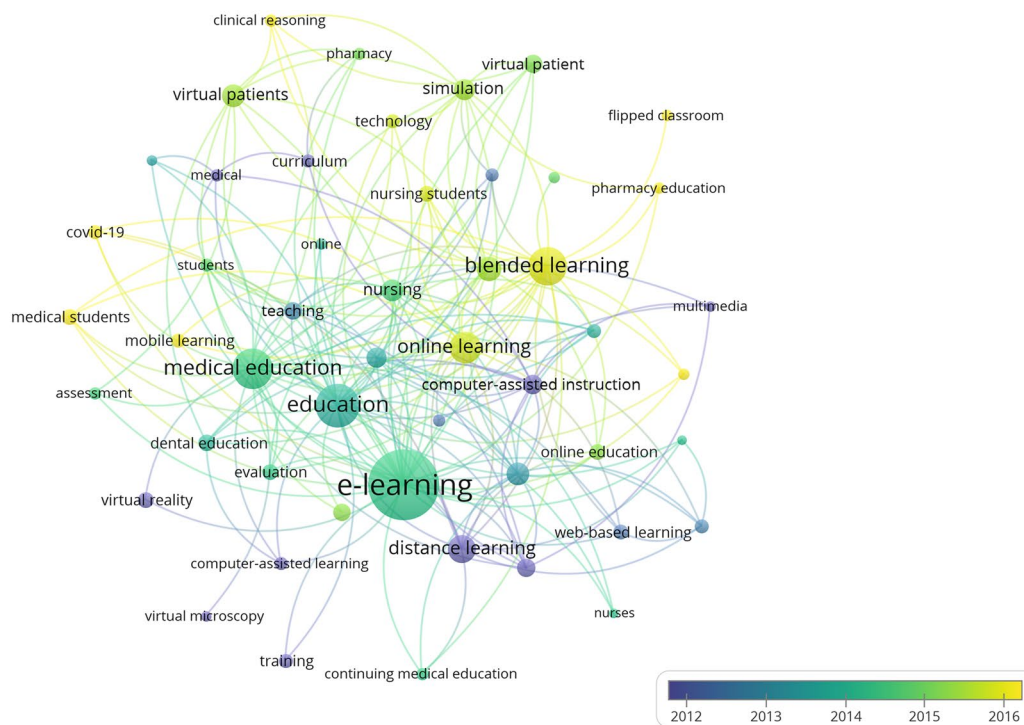 clinical reasoning
pharmacy
virtual patient
simulation
virtual patients
flipped classroom
technology
curriculum
medical
pharmacy education
nursing students
covid-19
online
students
blended learning
nursing
multimedia
teaching
medical students
mobile learning
online learning
medical education
computer-assisted instruction
assessment
education
dental education
online education
evaluation
e-learning
virtual reality
web-based learning
distance learning
computer-assisted learning
nurses
virtual microscopy
training
continuing medical education
2012 2013 2014 2015 2016